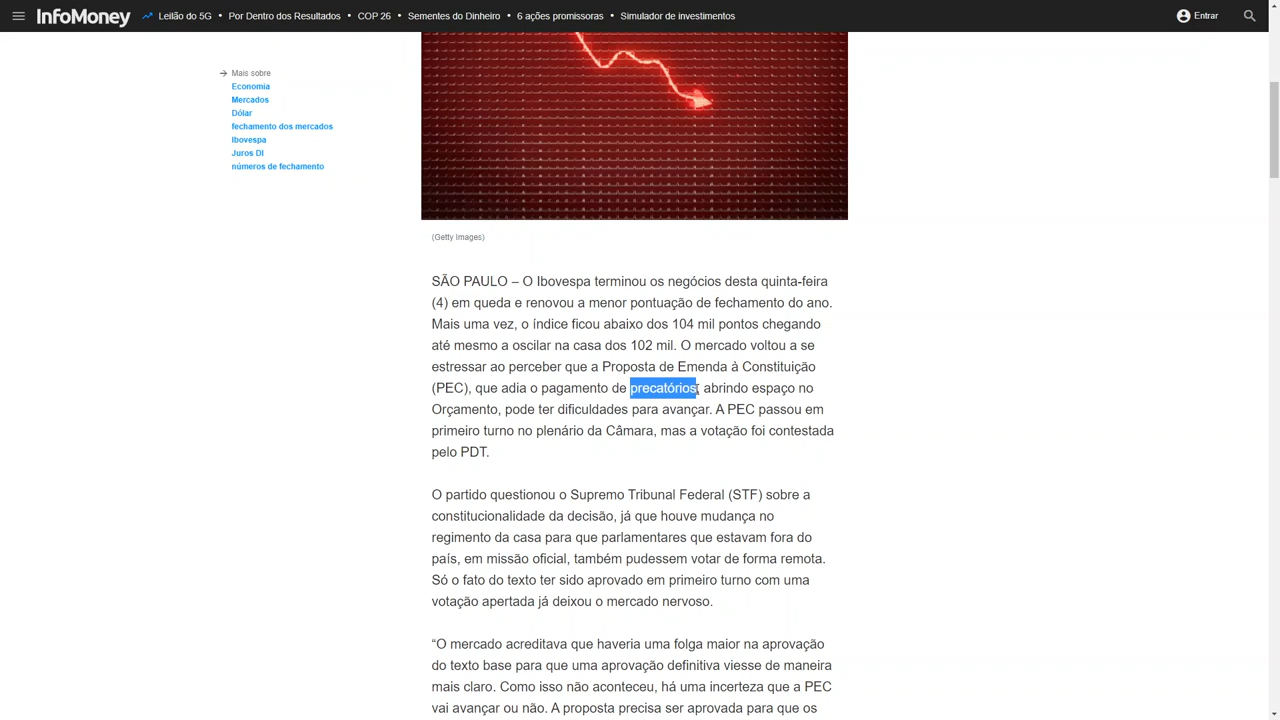 InfoMoney
Leilão do 5G • Por Dentro dos Resultados • COP 26 • Sementes do Dinheiro • 6 ações promissoras • Simulador de investimentos
Entrar
Mais sobre
Economia
Mercados
Dólar
fechamento dos mercados
Ibovespa
Juros DI
números de fechamento
(Getty Images)
SÃO PAULO – O Ibovespa terminou os negócios desta quinta-feira
(4) em queda e renovou a menor pontuação de fechamento do ano.
Mais uma vez, o índice ficou abaixo dos 104 mil pontos chegando
até mesmo a oscilar na casa dos 102 mil. O mercado voltou a se
estressar ao perceber que a Proposta de Emenda à Constituição
(PEC), que adia o pagamento de precatórios, abrindo espaço no
Orçamento, pode ter dificuldades para avançar. A PEC passou em
primeiro turno no plenário da Câmara, mas a votação foi contestada
pelo PDT.
O partido questionou o Supremo Tribunal Federal (STF) sobre a
constitucionalidade da decisão, já que houve mudança no
regimento da casa para que parlamentares que estavam fora do
país, em missão oficial, também pudessem votar de forma remota.
Só o fato do texto ter sido aprovado em primeiro turno com uma
votação apertada já deixou o mercado nervoso.
“O mercado acreditava que haveria uma folga maior na aprovação
do texto base para que uma aprovação definitiva viesse de maneira
mais claro. Como isso não aconteceu, há uma incerteza que a PEC
vai avançar ou não. A proposta precisa ser aprovada para que os